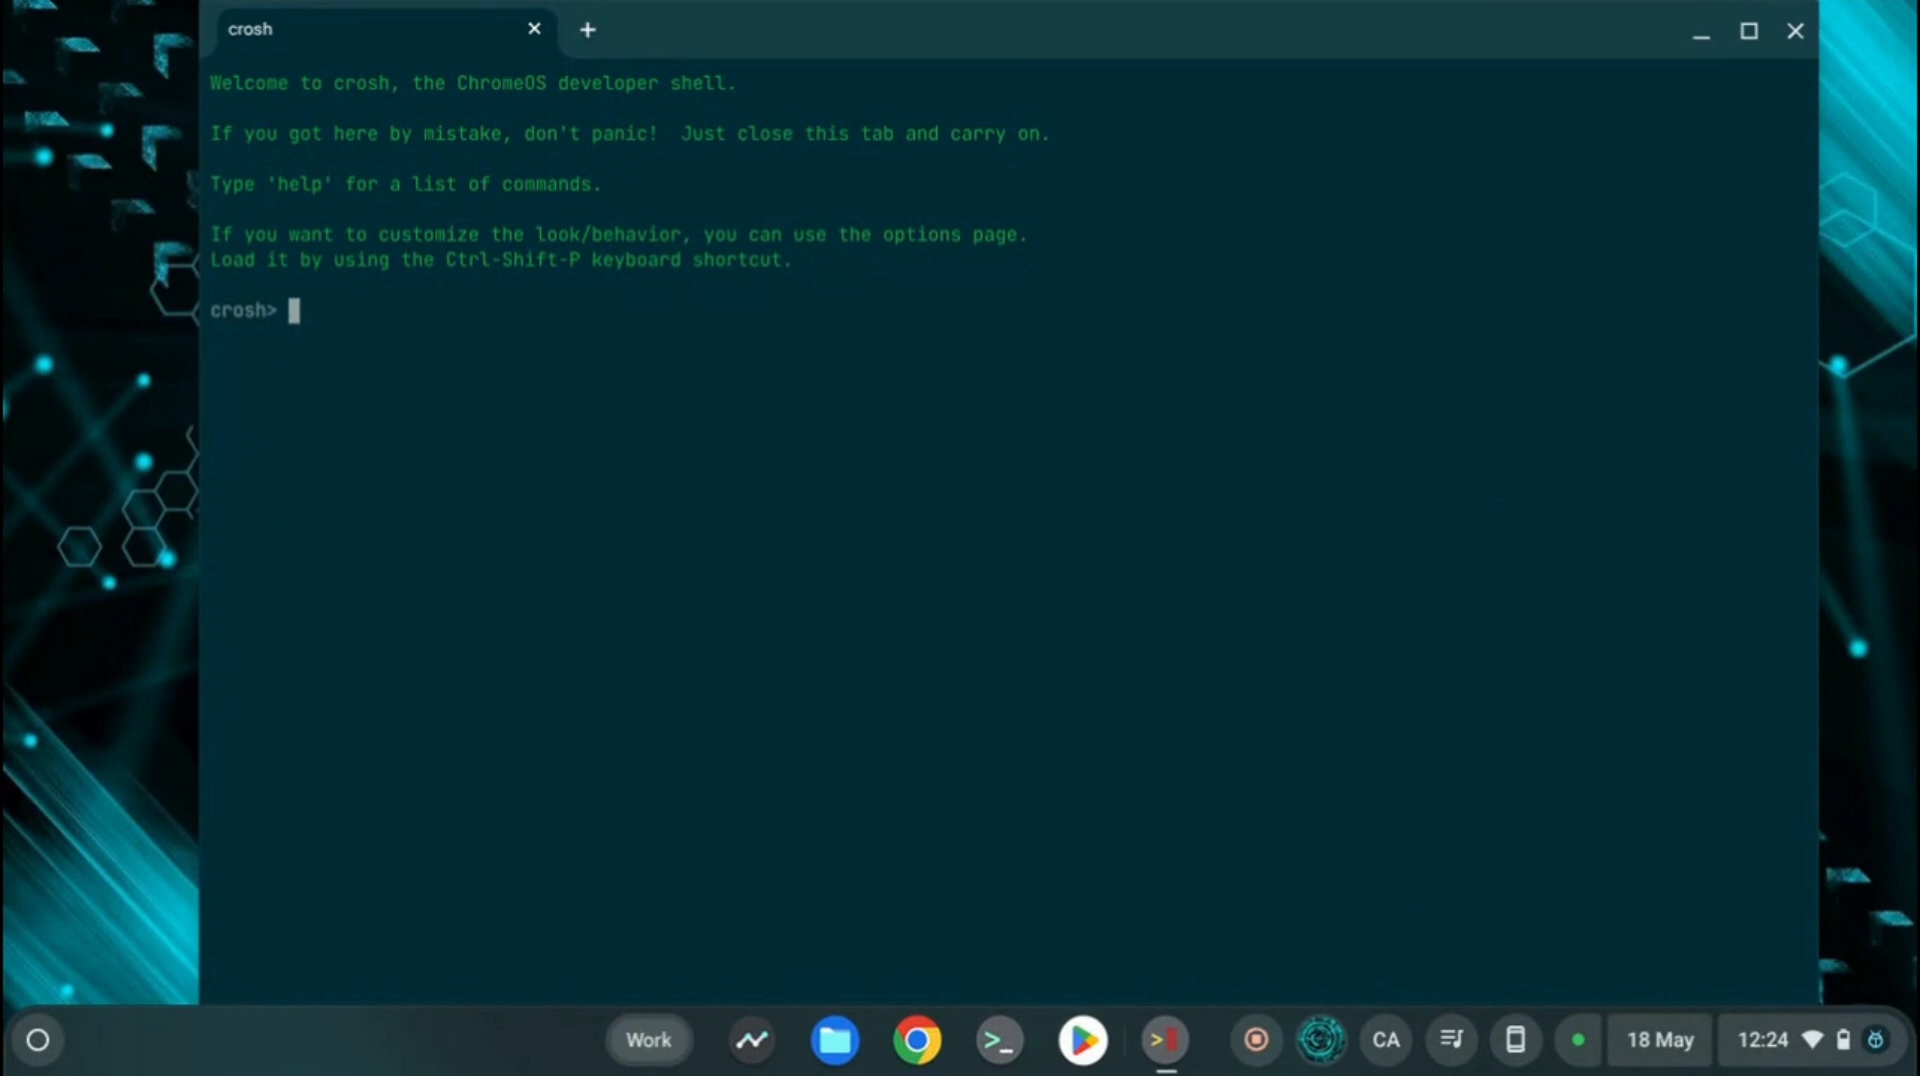 crosh
Welcome to crosh, the ChromeOS developer shell.
If you got here by mistake, don't panic!  Just close this tab and carry on.
Type 'help' for a list of commands.
If you want to customize the look/behavior, you can use the options page.
Load it by using the Ctrl-Shift-P keyboard shortcut.
crosh>
Work CA 18 May 12:24